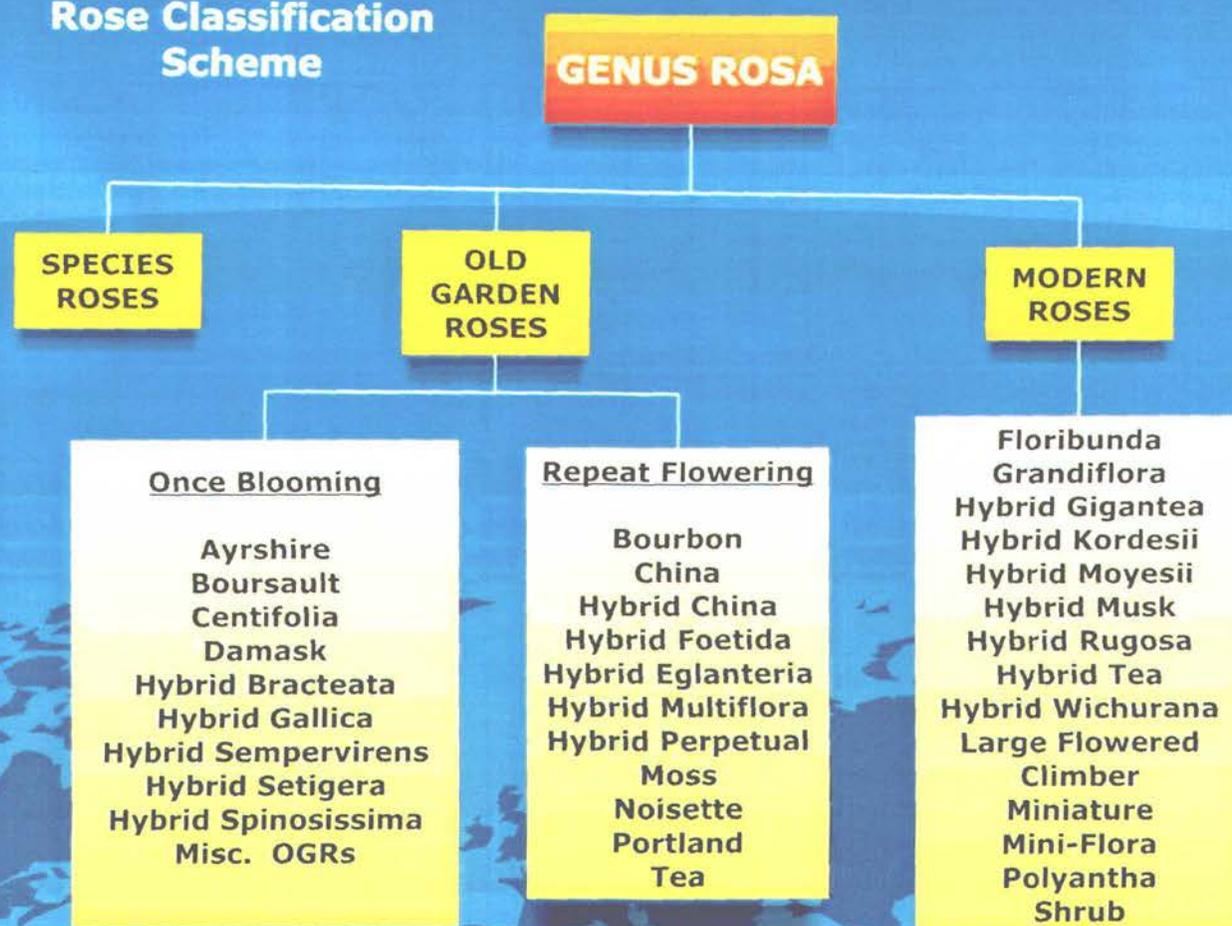 Rose Classification
Scheme
GENUS ROSA
SPECIES
ROSES
OLD
GARDEN
ROSES
MODERN
ROSES
Once Blooming
Ayrshire
Boursault
Centifolia
Damask
Hybrid Bracteata
Hybrid Gallica
Hybrid Sempervirens
Hybrid Setigera
Hybrid Spinosissima
Misc. OGRs
Repeat Flowering
Bourbon
China
Hybrid China
Hybrid Foetida
Hybrid Eglanteria
Hybrid Multiflora
Hybrid Perpetual
Moss
Noisette
Portland
Tea
Floribunda
Grandiflora
Hybrid Gigantea
Hybrid Kordesii
Hybrid Moyesii
Hybrid Musk
Hybrid Rugosa
Hybrid Tea
Hybrid Wichurana
Large Flowered
Climber
Miniature
Mini-Flora
Polyantha
Shrub